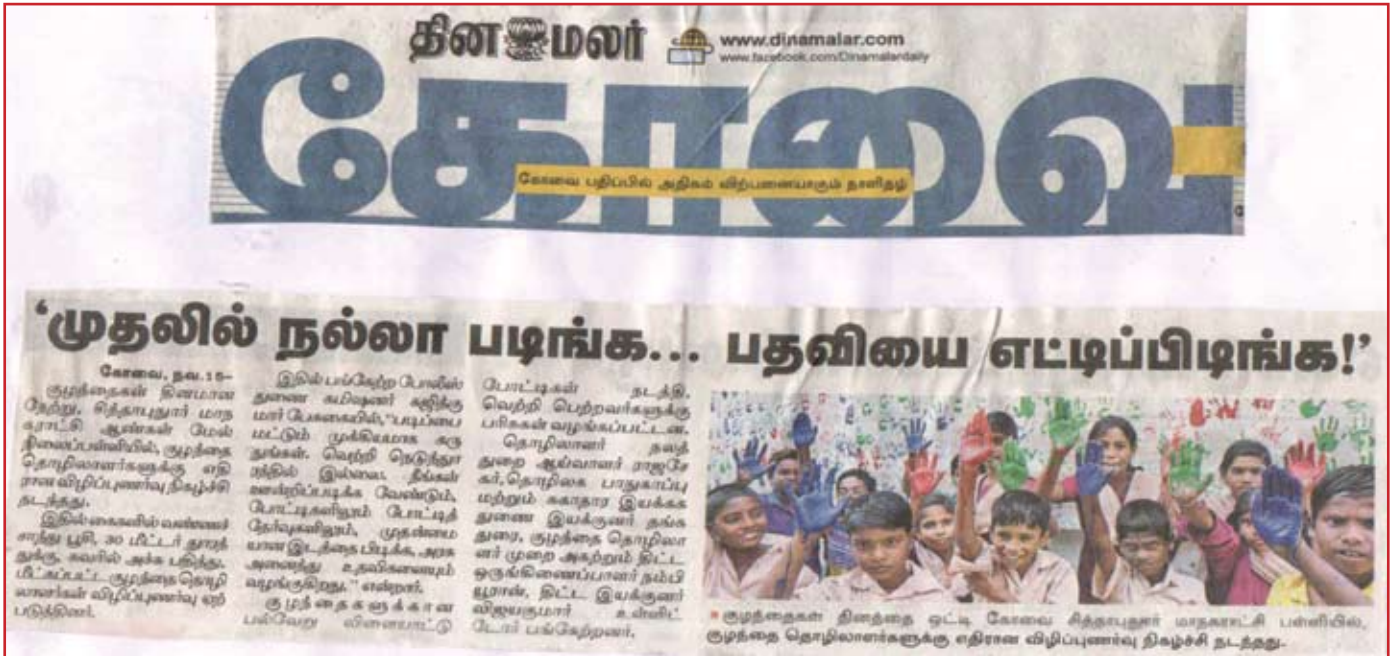 தினமலர்
www.dinamalar.com
www.facebook.com/Dinamalardaily
கோவை
கோவை பதிப்பில் அதிகம் விற்பனையாகும் நாளிதழ்
‘முதலில் நல்லா படிங்க... பதவியை எட்டிப்பிடிங்க!’
கோவை, நவ.15–
குழந்தைகள் தினமான
நேற்று, சித்தாபுதூர் மாந
கராட்சி ஆண்கள் மேல்
நிலைப்பள்ளியில், குழந்தை
தொழிலாளர்களுக்கு எதி
ரான விழிப்புணர்வு நிகழ்ச்சி
நடந்தது.
இதில் கைகளில் வண்ணச்
சாந்து பூசி, 30 மீட்டர் தூரத்
துக்கு, சுவரில் அச்சு பதித்து,
மீட்கப்பட்ட குழந்தை தொழி
லாளர்கள் விழிப்புணர்வு ஏற்
படுத்தினர்.
இதில் பங்கேற்ற போலீஸ்
துணை கமிஷனர் சுஜித்கு
மார் பேசுகையில், "படிப்பை
மட்டும் முக்கியமாக கரு
துங்கள். வெற்றி நெடுந்தூ
ரத்தில் இல்லை. நீங்கள்
ஊன்றிப்படிக்க வேண்டும்.
போட்டிகளிலும் போட்டித்
தேர்வுகளிலும், முதன்மை
யான இடத்தை பிடிக்க, அரசு
அனைத்து உதவிகளையும்
வழங்குகிறது," என்றார்.
குழந்தைகளுக்கான
பல்வேறு விளையாட்டு
போட்டிகள் நடத்தி,
வெற்றி பெற்றவர்களுக்கு
பரிசுகள் வழங்கப்பட்டன.
தொழிலாளர் நலத்
துறை ஆய்வாளர் ராஜசே
கர், தொழிலக பாதுகாப்பு
மற்றும் சுகாதார இயக்கக
துணை இயக்குனர் தங்க
துரை, குழந்தை தொழிலா
ளர் முறை அகற்றும் திட்ட
ஒருங்கிணைப்பாளர் நம்பி
யூரான், திட்ட இயக்குனர்
விஜயகுமார் உள்ளிட்
டோர் பங்கேற்றனர்.
குழந்தைகள் தினத்தை ஒட்டி கோவை சித்தாபுதூர் மாநகராட்சி பள்ளியில்,
குழந்தை தொழிலாளர்களுக்கு எதிரான விழிப்புணர்வு நிகழ்ச்சி நடந்தது.